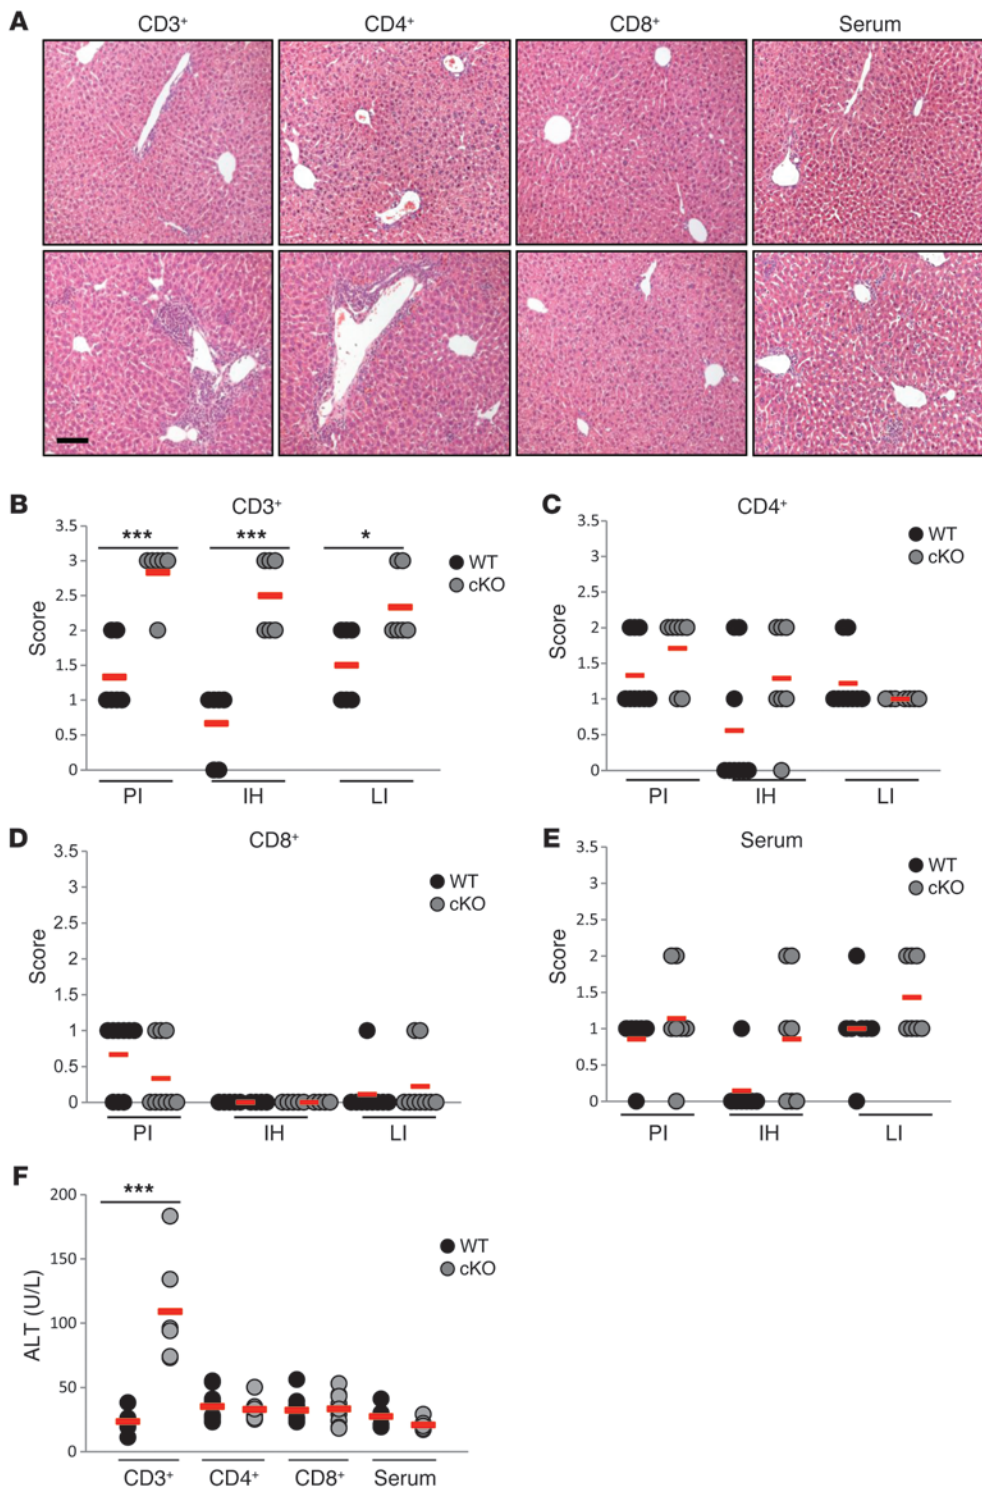 A
CD3⁺ CD4⁺ CD8⁺ Serum
B
CD3⁺
3.5
3
2.5
2
1.5
1
0.5
0
Score
*** *** *
WT
cKO
PI IH LI
C
CD4⁺
3.5
3
2.5
2
1.5
1
0.5
0
Score
WT
cKO
PI IH LI
D
CD8⁺
3.5
3
2.5
2
1.5
1
0.5
0
Score
WT
cKO
PI IH LI
E
Serum
3.5
3
2.5
2
1.5
1
0.5
0
Score
WT
cKO
PI IH LI
F
200
150
100
50
0
ALT (U/L)
***
WT
cKO
CD3⁺ CD4⁺ CD8⁺ Serum